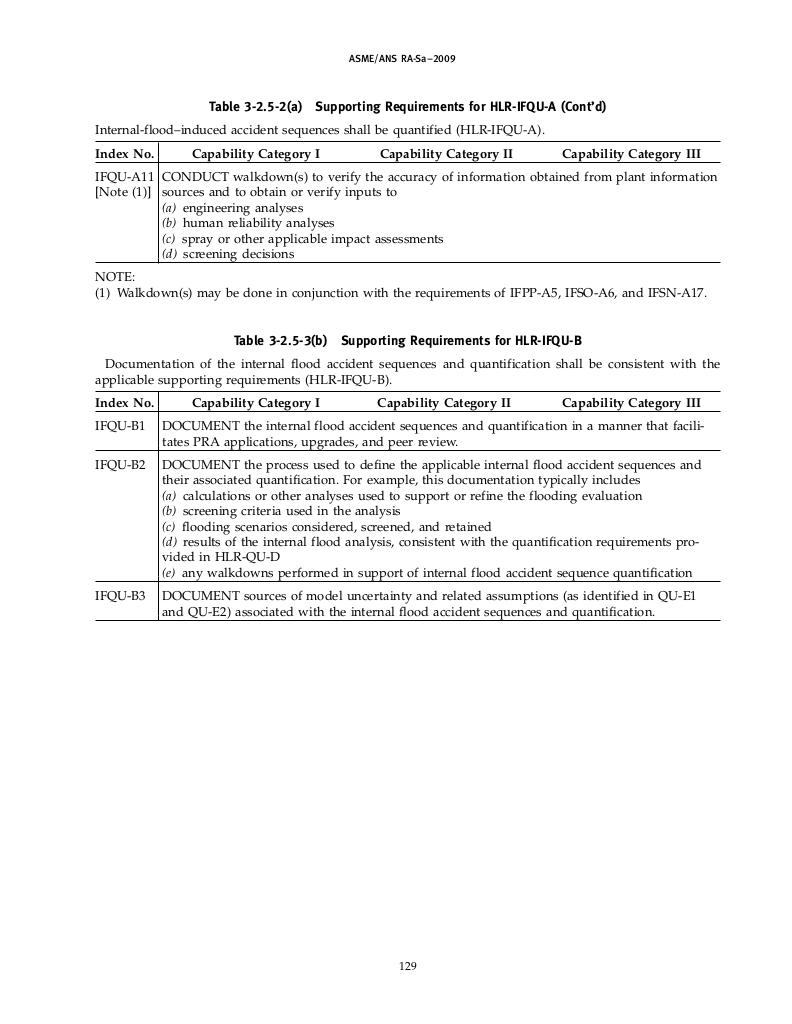 ASME/ANS RA-Sa–2009
Table 3-2.5-2(a) Supporting Requirements for HLR-IFQU-A (Cont'd)
Internal-flood–induced accident sequences shall be quantified (HLR-IFQU-A).
Index No. Capability Category I Capability Category II Capability Category III
IFQU-A11 CONDUCT walkdown(s) to verify the accuracy of information obtained from plant information
[Note (1)] sources and to obtain or verify inputs to
(a) engineering analyses
(b) human reliability analyses
(c) spray or other applicable impact assessments
(d) screening decisions
NOTE:
(1) Walkdown(s) may be done in conjunction with the requirements of IFPP-A5, IFSO-A6, and IFSN-A17.
Table 3-2.5-3(b) Supporting Requirements for HLR-IFQU-B
Documentation of the internal flood accident sequences and quantification shall be consistent with the
applicable supporting requirements (HLR-IFQU-B).
Index No. Capability Category I Capability Category II Capability Category III
IFQU-B1 DOCUMENT the internal flood accident sequences and quantification in a manner that facili-
tates PRA applications, upgrades, and peer review.
IFQU-B2 DOCUMENT the process used to define the applicable internal flood accident sequences and
their associated quantification. For example, this documentation typically includes
(a) calculations or other analyses used to support or refine the flooding evaluation
(b) screening criteria used in the analysis
(c) flooding scenarios considered, screened, and retained
(d) results of the internal flood analysis, consistent with the quantification requirements pro-
vided in HLR-QU-D
(e) any walkdowns performed in support of internal flood accident sequence quantification
IFQU-B3 DOCUMENT sources of model uncertainty and related assumptions (as identified in QU-E1
and QU-E2) associated with the internal flood accident sequences and quantification.
129